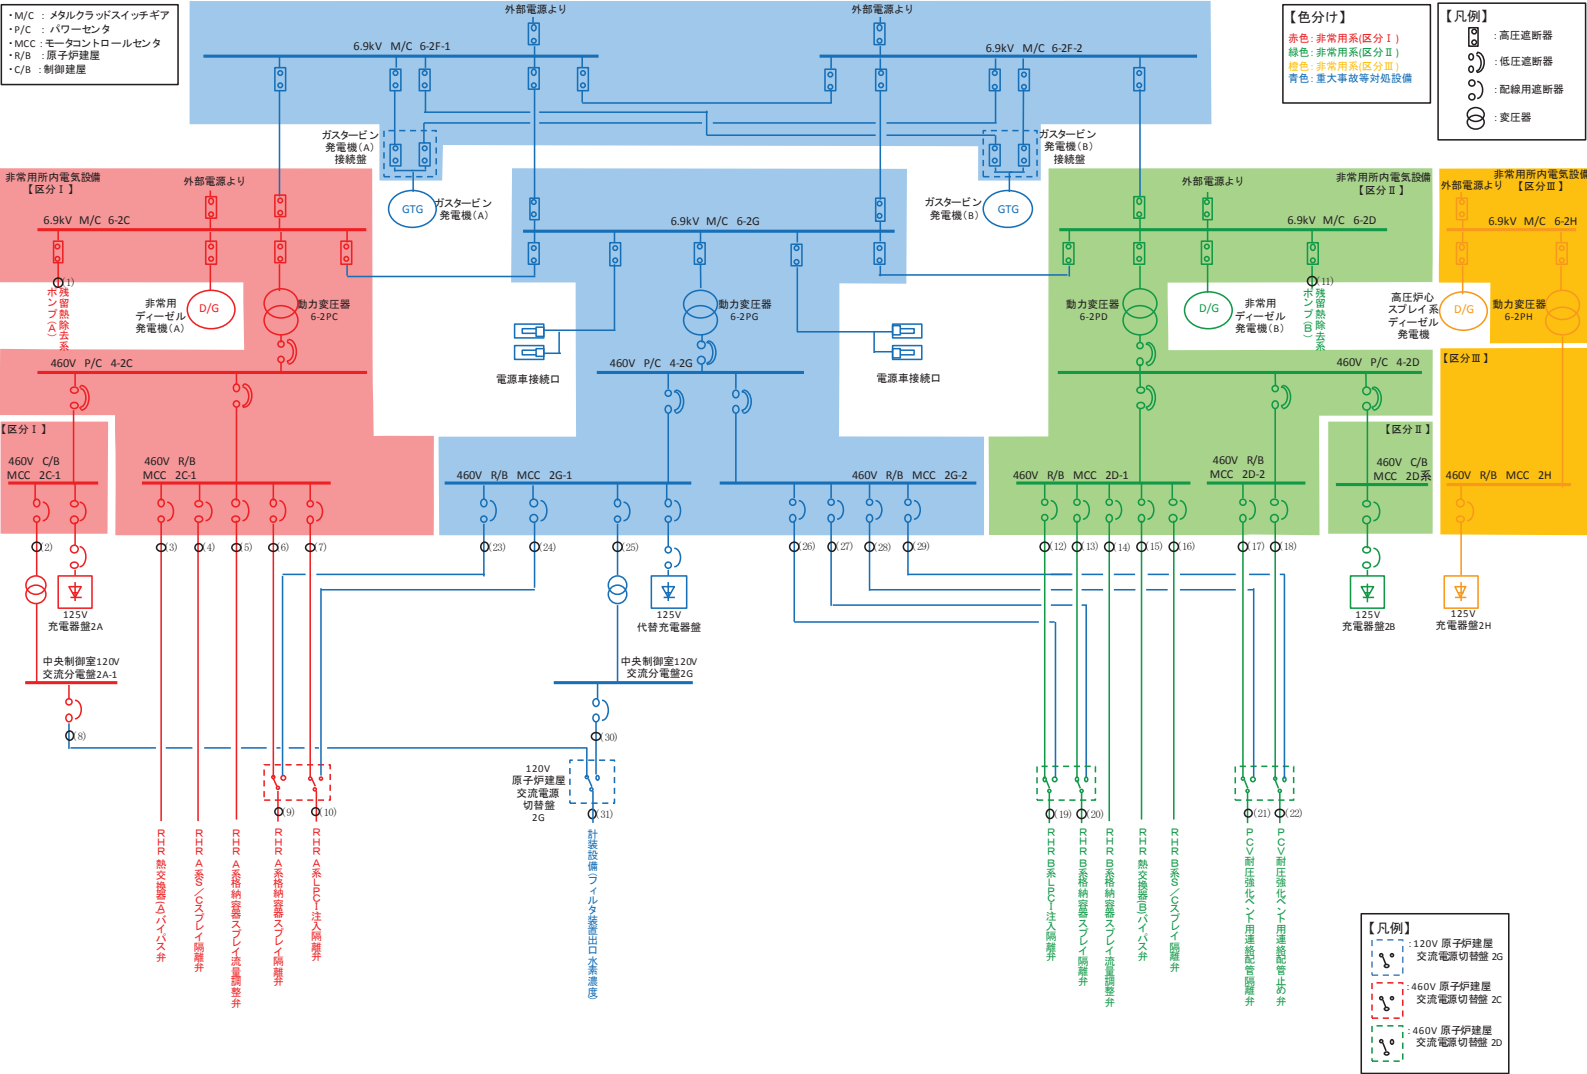 ・M/C ： メタルクラッドスイッチギア
・P/C ： パワーセンタ
・MCC：モータコントロールセンタ
・R/B ：原子炉建屋
・C/B ：制御建屋
外部電源より
6.9kV M/C 6-2F-1
外部電源より
6.9kV M/C 6-2F-2
【色分け】
赤色：非常用系(区分Ⅰ)
緑色：非常用系(区分Ⅱ)
橙色：非常用系(区分Ⅲ)
青色：重大事故等対処設備
【凡例】
：高圧遮断器
：低圧遮断器
：配線用遮断器
：変圧器
ガスタービン
発電機(A)
接続盤
ガスタービン
発電機(B)
接続盤
GTG
ガスタービン
発電機(A)
ガスタービン
発電機(B)
GTG
非常用所内電気設備
【区分Ⅰ】
外部電源より
6.9kV M/C 6-2C
(1)
残留熱除去系
ポンプ(A)
非常用
ディーゼル
発電機(A)
D/G
動力変圧器
6-2PC
460V P/C 4-2C
6.9kV M/C 6-2G
動力変圧器
6-2PG
460V P/C 4-2G
電源車接続口
電源車接続口
外部電源より
非常用所内電気設備
【区分Ⅱ】
6.9kV M/C 6-2D
動力変圧器
6-2PD
D/G
非常用
ディーゼル
発電機(B)
(11)
残留熱除去系
ポンプ(B)
460V P/C 4-2D
非常用所内電気設備
外部電源より 【区分Ⅲ】
6.9kV M/C 6-2H
高圧炉心
スプレイ系
ディーゼル
発電機
D/G
動力変圧器
6-2PH
【区分Ⅲ】
【区分Ⅰ】
460V C/B
MCC 2C-1
460V R/B
MCC 2C-1
460V R/B MCC 2G-1
460V R/B MCC 2G-2
460V R/B MCC 2D-1
460V R/B
MCC 2D-2
【区分Ⅱ】
460V C/B
MCC 2D系
460V R/B MCC 2H
(2)
(3)
(4)
(5)
(6)
(7)
(23)
(24)
(25)
(26)
(27)
(28)
(29)
(12)
(13)
(14)
(15)
(16)
(17)
(18)
125V
充電器盤2A
125V
代替充電器盤
125V
充電器盤2B
125V
充電器盤2H
中央制御室120V
交流分電盤2A-1
中央制御室120V
交流分電盤2G
(8)
(30)
120V
原子炉建屋
交流電源
切替盤
2G
(9)
(10)
(31)
(19)
(20)
(21)
(22)
RHR 熱交換器(A)バイパス弁
RHR A系S／Cスプレイ隔離弁
RHR A系格納容器スプレイ流量調整弁
RHR A系格納容器スプレイ隔離弁
RHR A系LPCI注入隔離弁
計装設備(フィルタ装置出口水素濃度)
RHR B系LPCI注入隔離弁
RHR B系格納容器スプレイ隔離弁
RHR B系格納容器スプレイ流量調整弁
RHR 熱交換器(B)バイパス弁
RHR B系S／Cスプレイ隔離弁
PCV耐圧強化ベント用連絡配管隔離弁
PCV耐圧強化ベント用連絡配管止め弁
【凡例】
：120V 原子炉建屋
交流電源切替盤 2G
：460V 原子炉建屋
交流電源切替盤 2C
：460V 原子炉建屋
交流電源切替盤 2D